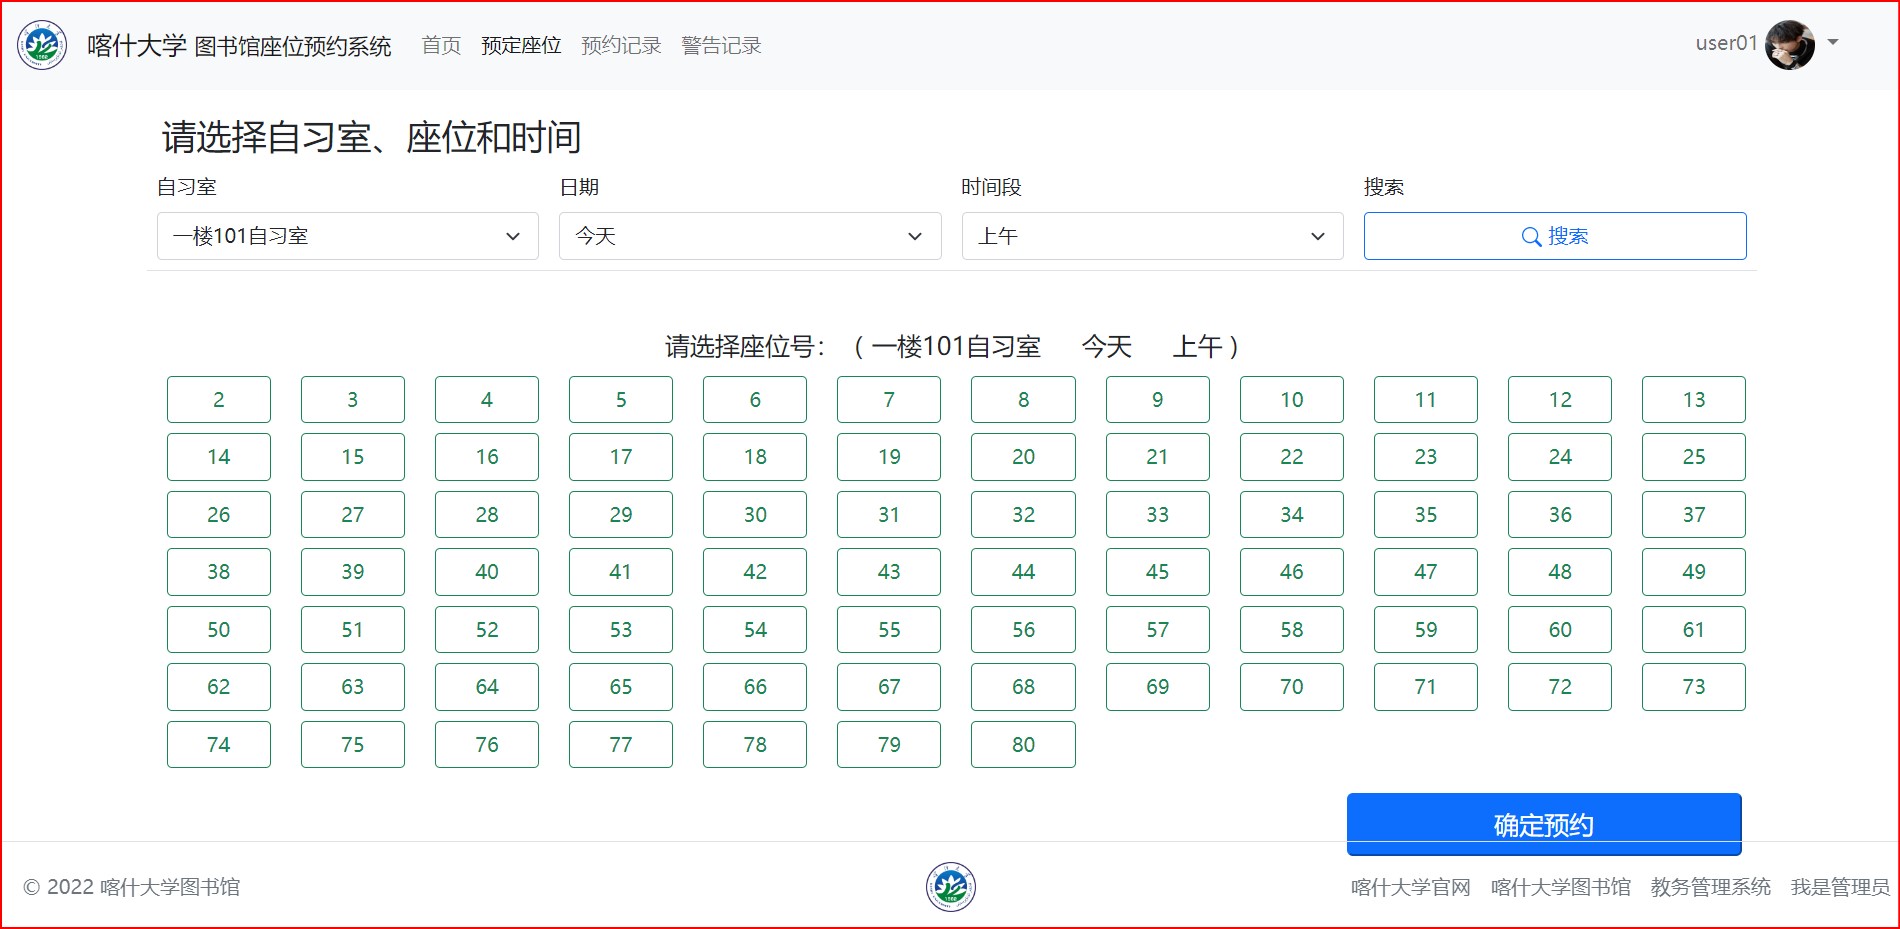 喀什大学 图书馆座位预约系统 首页 预定座位 预约记录 警告记录 user01
请选择自习室、座位和时间
自习室 日期 时间段 搜索
一楼101自习室 今天 上午 搜索
请选择座位号： （ 一楼101自习室 今天 上午 ）
2 3 4 5 6 7 8 9 10 11 12 13
14 15 16 17 18 19 20 21 22 23 24 25
26 27 28 29 30 31 32 33 34 35 36 37
38 39 40 41 42 43 44 45 46 47 48 49
50 51 52 53 54 55 56 57 58 59 60 61
62 63 64 65 66 67 68 69 70 71 72 73
74 75 76 77 78 79 80
确定预约
© 2022 喀什大学图书馆 喀什大学官网 喀什大学图书馆 教务管理系统 我是管理员